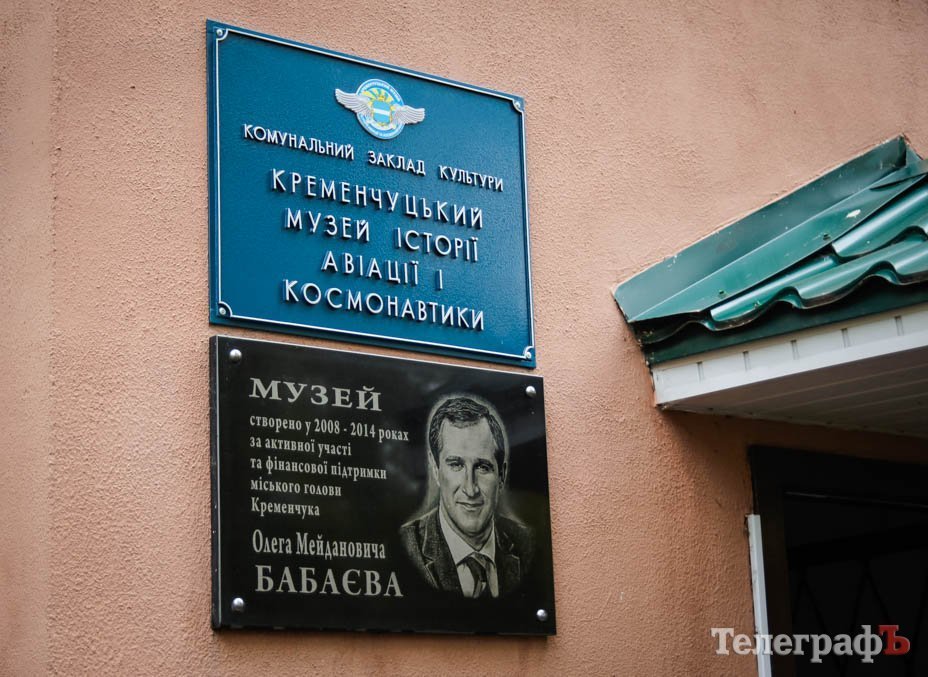 КОМУНАЛЬНИЙ ЗАКЛАД КУЛЬТУРИ
КРЕМЕНЧУЦЬКИЙ
МУЗЕЙ ІСТОРІЇ
АВІАЦІЇ І
КОСМОНАВТИКИ
МУЗЕЙ
створено у 2008 - 2014 роках
за активної участі
та фінансової підтримки
міського голови
Кременчука
Олега Мейдановича
БАБАЄВА
ТелеграфЪ